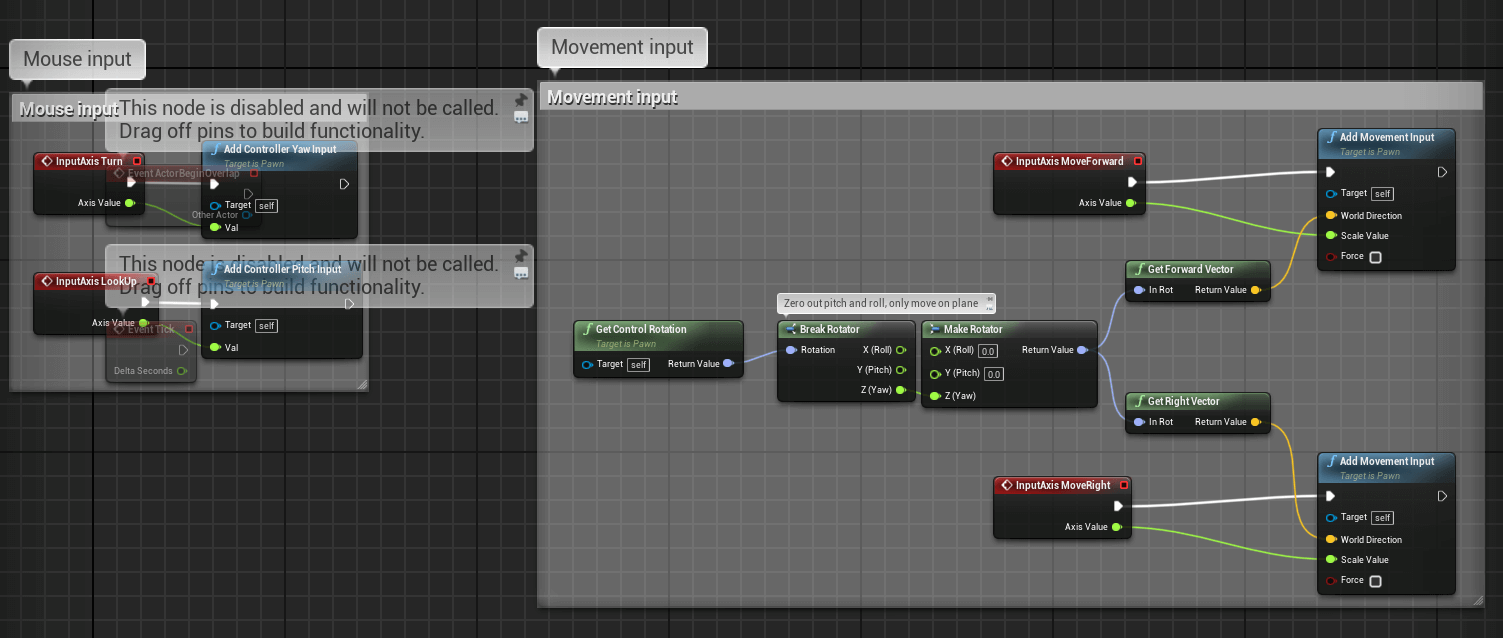 Mouse input
Mouse input
This node is disabled and will not be called.
Drag off pins to build functionality.
InputAxis Turn
Axis Value
Event ActorBeginOverlap
Other Actor
Add Controller Yaw Input
Target is Pawn
Target self
Val
This node is disabled and will not be called.
Drag off pins to build functionality.
InputAxis LookUp
Axis Value
Event Tick
Delta Seconds
Add Controller Pitch Input
Target is Pawn
Target self
Val
Movement input
Movement input
InputAxis MoveForward
Axis Value
Add Movement Input
Target is Pawn
Target self
World Direction
Scale Value
Force
Get Forward Vector
In Rot Return Value
Zero out pitch and roll, only move on plane
Get Control Rotation
Target is Pawn
Target self Return Value
Break Rotator
Rotation X (Roll)
Y (Pitch)
Z (Yaw)
Make Rotator
X (Roll) 0.0 Return Value
Y (Pitch) 0.0
Z (Yaw)
Get Right Vector
In Rot Return Value
InputAxis MoveRight
Axis Value
Add Movement Input
Target is Pawn
Target self
World Direction
Scale Value
Force